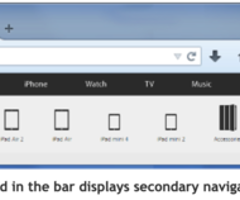 iPhone Watch TV Music
iPad Air 2 iPad Air iPad mini 4 iPad mini 2 Accessorie
d in the bar displays secondary naviga